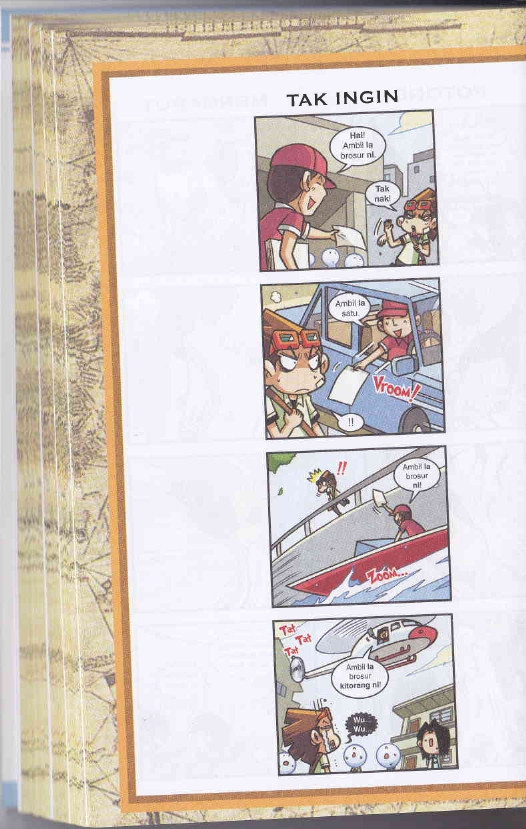 TAK INGIN
Hai!
Ambil la
brosur ni.
Tak
nak!
Ambil la
satu.
VROOM!
!!
!!
Ambil la
brosur
ni!
ZOOM...
Tat
Tat
Tat
Ambil la
brosur
kitorang ni!
Wu...
Wu...